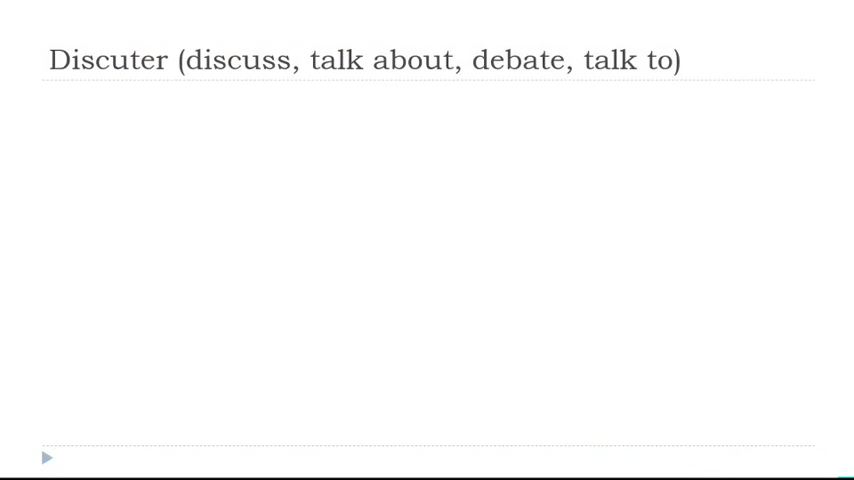 Discuter (discuss, talk about, debate, talk to)